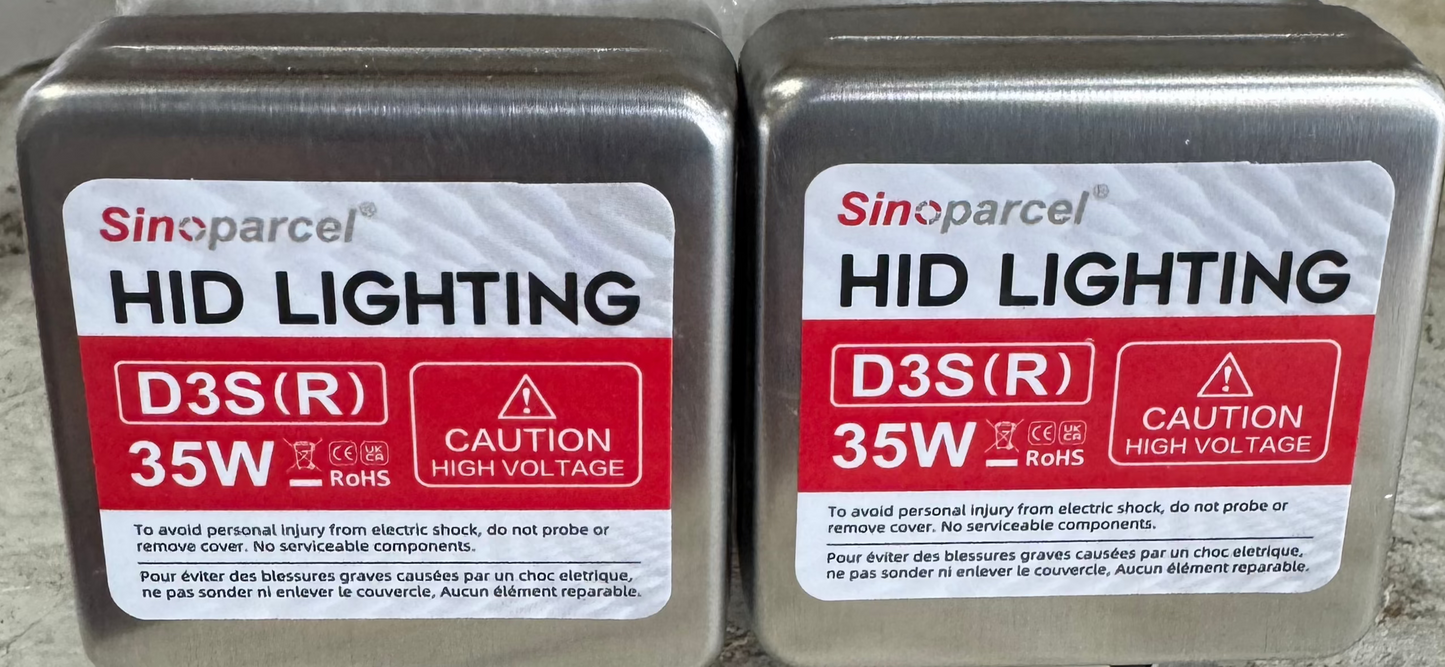 Sinoparcel®
HID LIGHTING
D3S(R)
35W
CE UK CA
RoHS
CAUTION
HIGH VOLTAGE
To avoid personal injury from electric shock, do not probe or
remove cover. No serviceable components.
Pour éviter des blessures graves causées par un choc eletrique,
ne pas sonder ni enlever le couvercle, Aucun élément reparable.
Sinoparcel®
HID LIGHTING
D3S(R)
35W
CE UK CA
RoHS
CAUTION
HIGH VOLTAGE
To avoid personal injury from electric shock, do not probe or
remove cover. No serviceable components.
Pour éviter des blessures graves causées par un choc eletrique,
ne pas sonder ni enlever le couvercle, Aucun élément reparable.